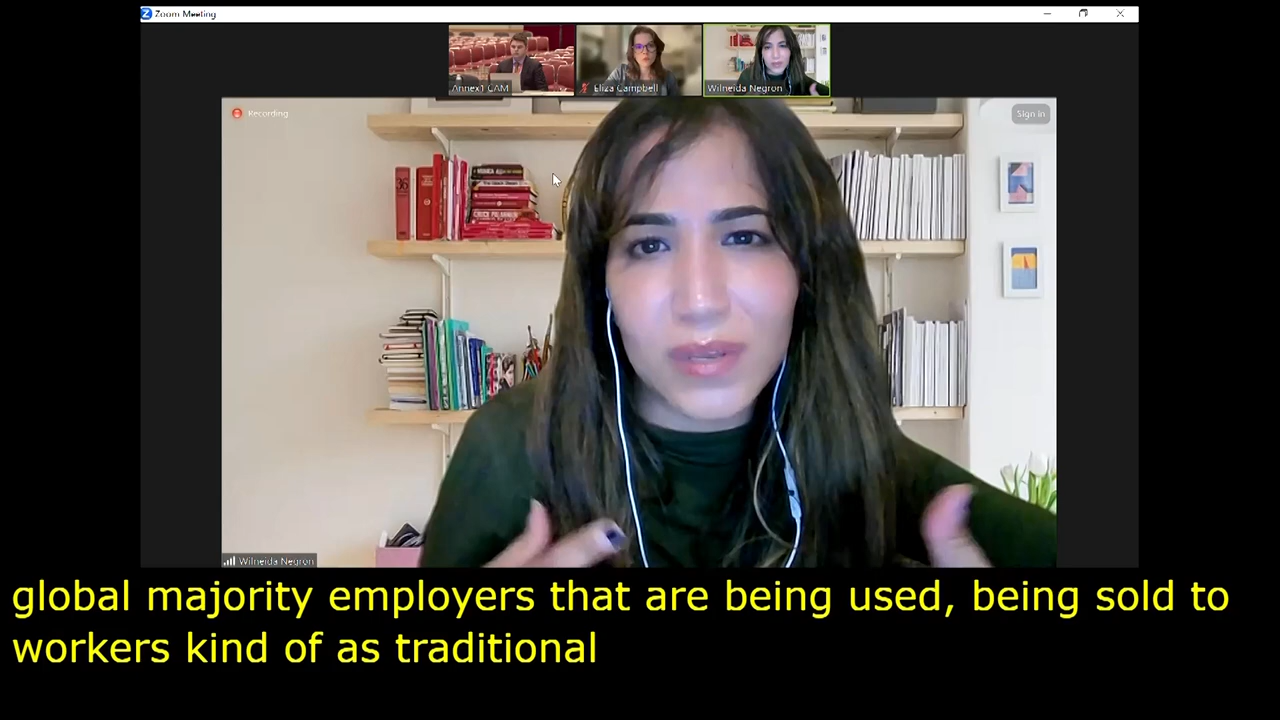 Zoom Meeting
Annex1 CAM
Eliza Campbell
Wilneida Negron
Recording
Sign in
Wilneida Negron
global majority employers that are being used, being sold to
workers kind of as traditional